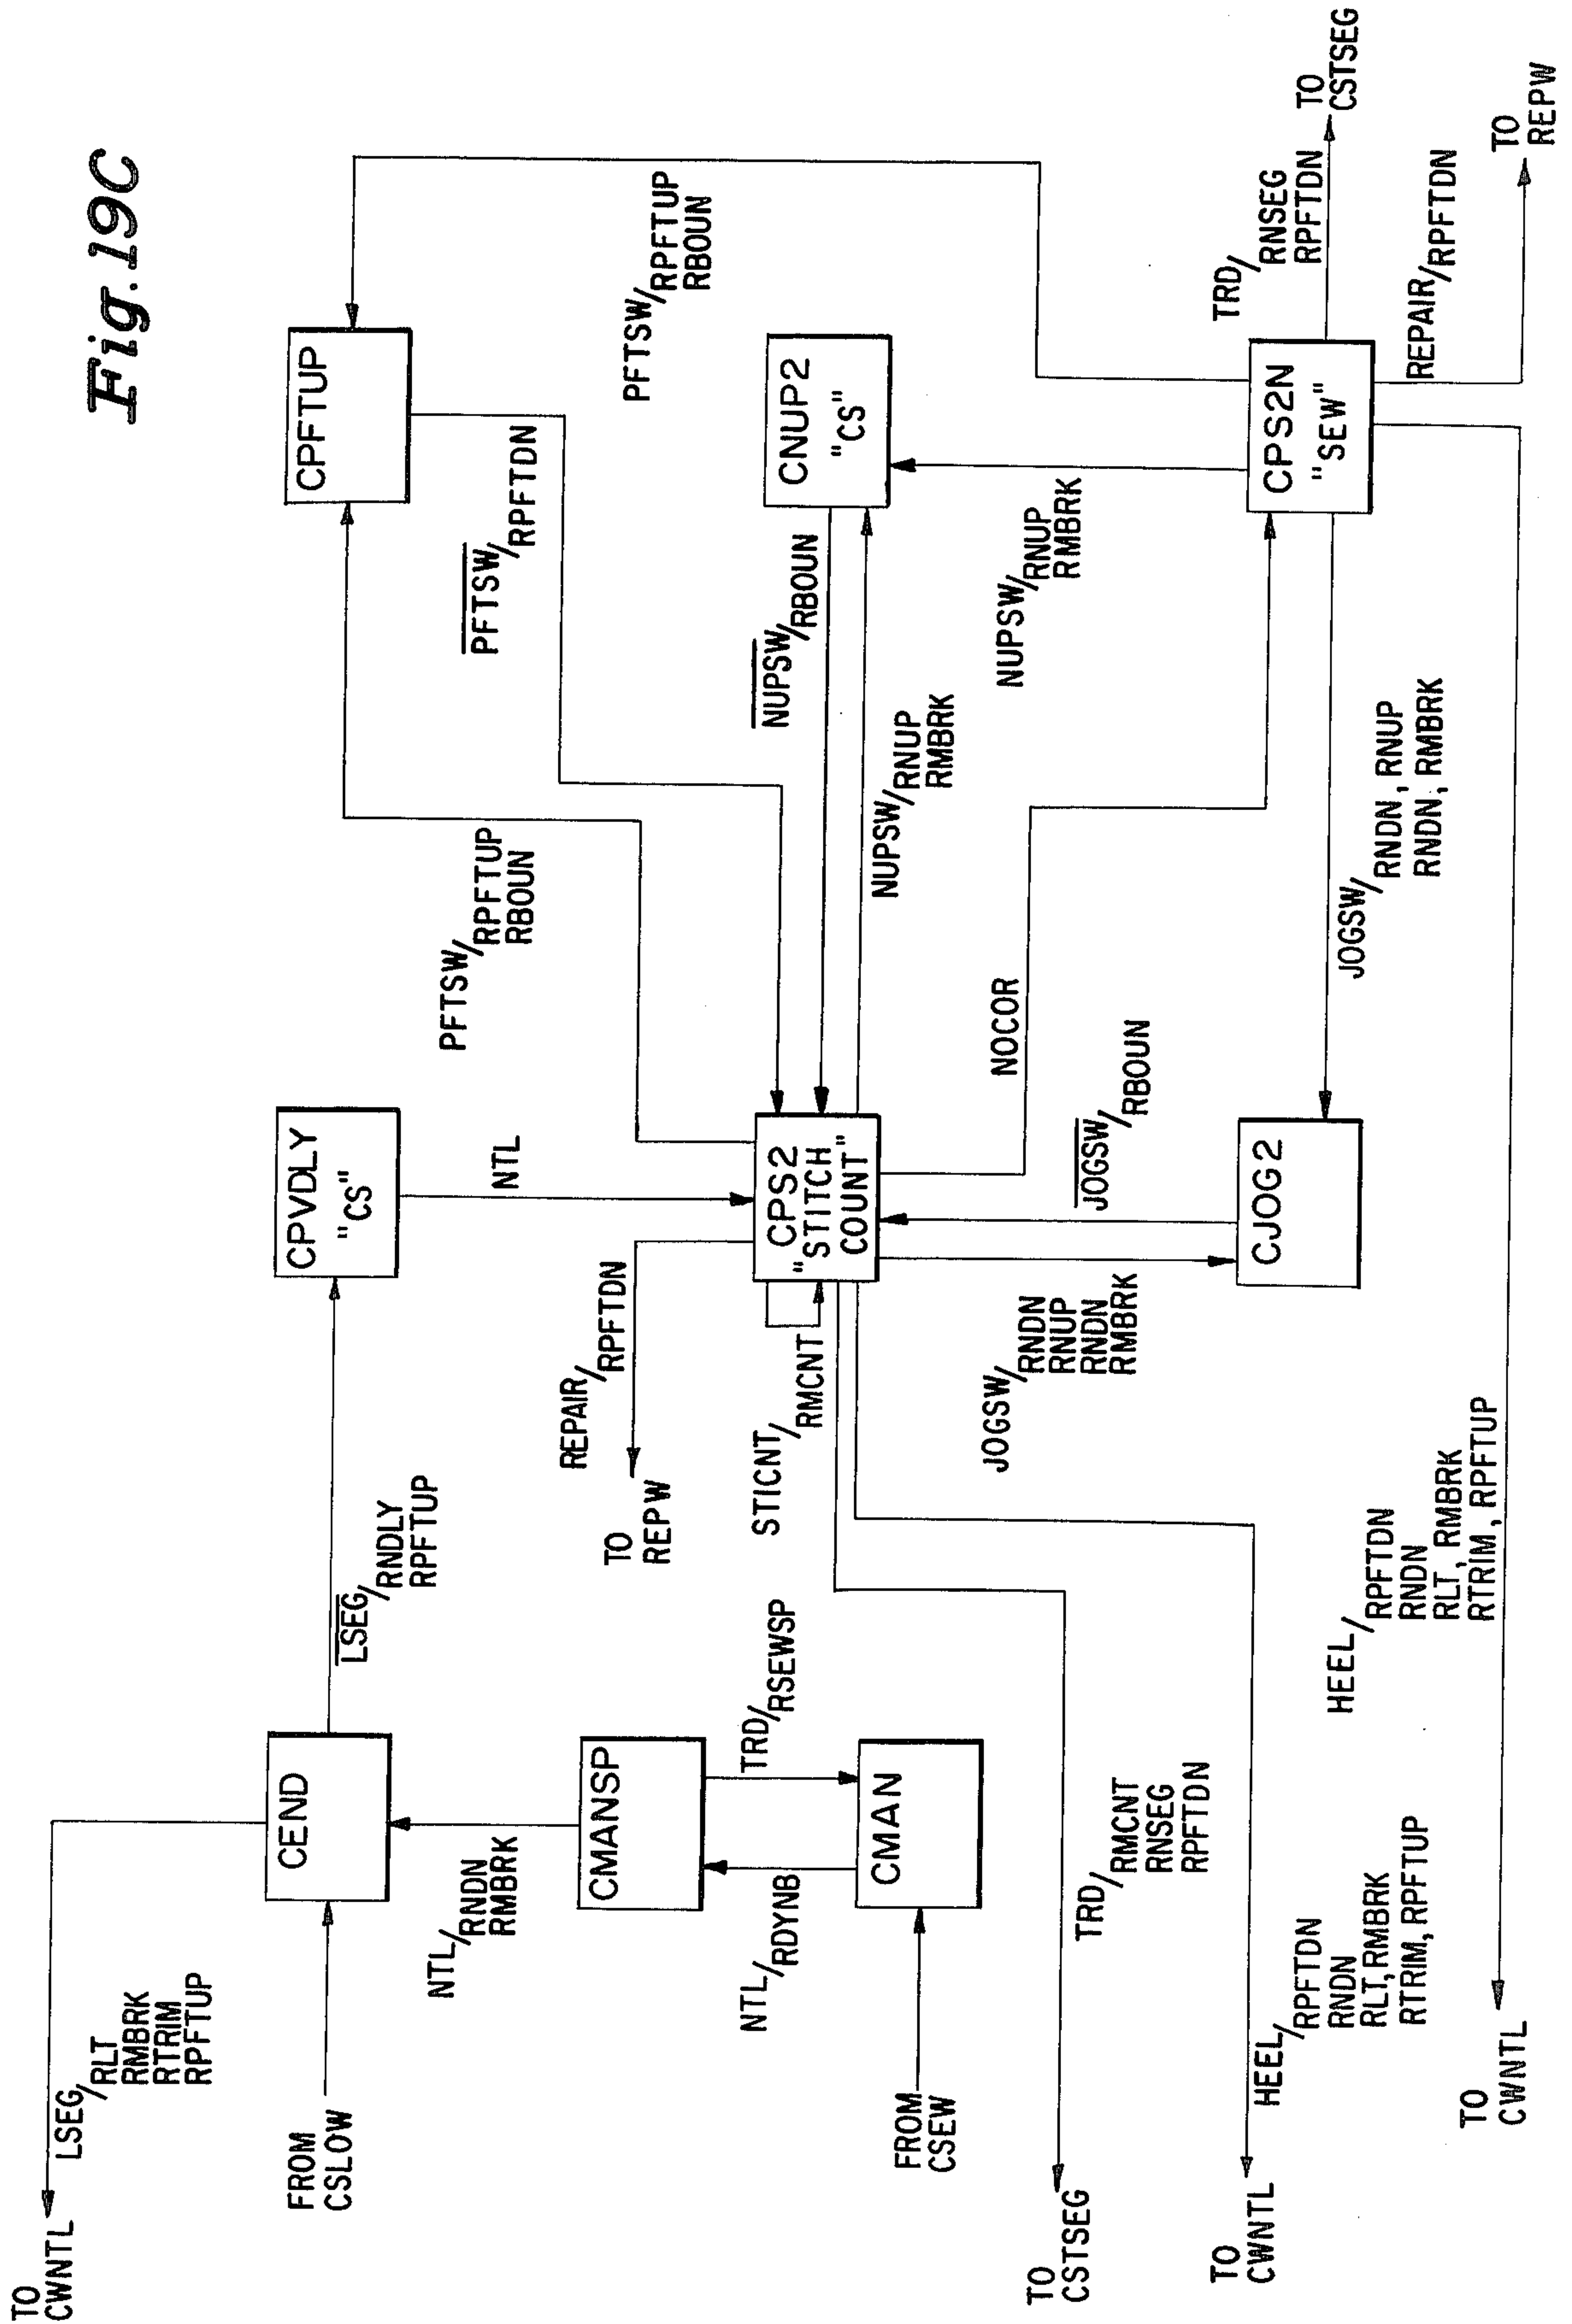 Fig. 19C
TO
CWNTL
LSEG/RLT
RMBRK
RTRIM
RPFTUP
FROM
CSLOW
CEND
L̅S̅E̅G̅/RNDLY
RPFTUP
CPVDLY
"CS"
NTL
CPFTUP
PFTSW/RPFTUP
RBOUN
P̅F̅T̅S̅W̅/RPFTDN
PFTSW/RPFTUP
RBOUN
NTL/RNDN
RMBRK
CMANSP
TRD/RSEWSP
NTL/RDYNB
CMAN
FROM
CSEW
REPAIR/RPFTDN
TO
REPW
STICNT/RMCNT
CPS2
"STITCH
COUNT"
N̅U̅P̅S̅W̅/RBOUN
NUPSW/RNUP
RMBRK
CNUP2
"CS"
NUPSW/RNUP
RMBRK
NOCOR
JOGSW/RNDN
RNUP
RNDN
RMBRK
J̅O̅G̅S̅W̅/RBOUN
CJOG2
JOGSW/RNDN, RNUP
RNDN, RMBRK
CPS2N
"SEW"
TRD/RNSEG
RPFTDN
TO
CSTSEG
REPAIR/RPFTDN
TO
REPW
TRD/RMCNT
RNSEG
RPFTDN
TO
CSTSEG
HEEL/RPFTDN
RNDN
RLT, RMBRK
RTRIM, RPFTUP
TO
CWNTL
HEEL/RPFTDN
RNDN
RLT, RMBRK
RTRIM, RPFTUP
TO
CWNTL